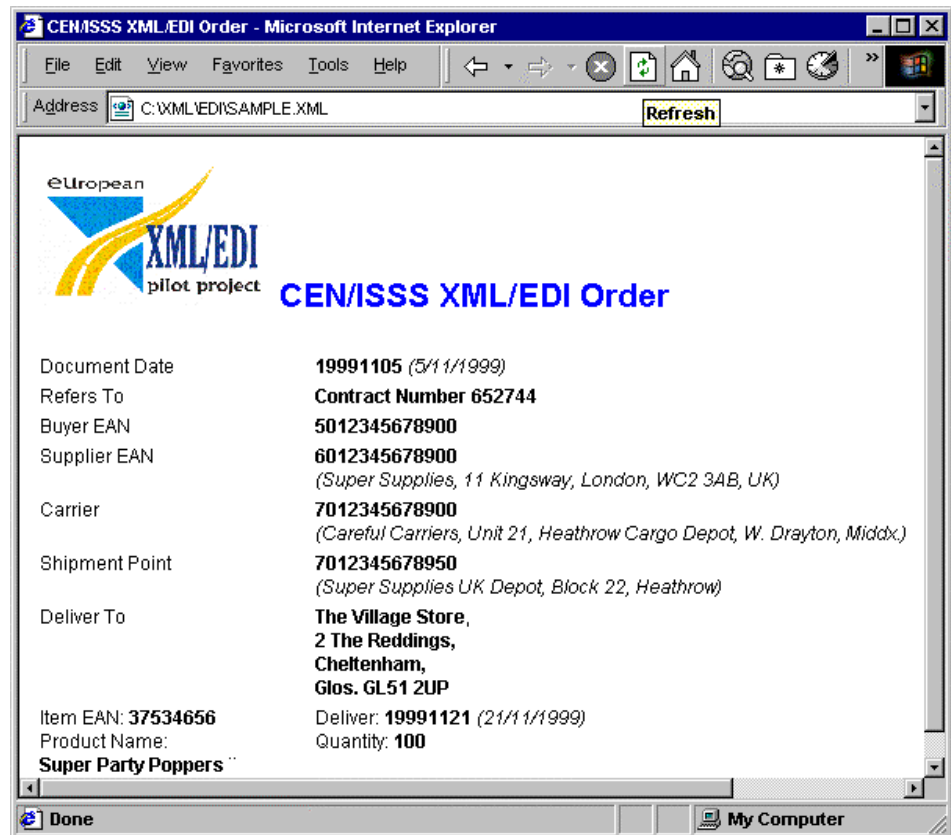 CEN/ISSS XML/EDI Order - Microsoft Internet Explorer
File Edit View Favorites Tools Help »
Address C:\XML\EDI\SAMPLE.XML
Refresh
european
XML/EDI
pilot project
CEN/ISSS XML/EDI Order
Document Date 19991105 (5/11/1999)
Refers To Contract Number 652744
Buyer EAN 5012345678900
Supplier EAN 6012345678900
(Super Supplies, 11 Kingsway, London, WC2 3AB, UK)
Carrier 7012345678900
(Careful Carriers, Unit 21, Heathrow Cargo Depot, W. Drayton, Middx.)
Shipment Point 7012345678950
(Super Supplies UK Depot, Block 22, Heathrow)
Deliver To The Village Store,
2 The Reddings,
Cheltenham,
Glos. GL51 2UP
Item EAN: 37534656 Deliver: 19991121 (21/11/1999)
Product Name: Quantity: 100
Super Party Poppers ¨
Done My Computer